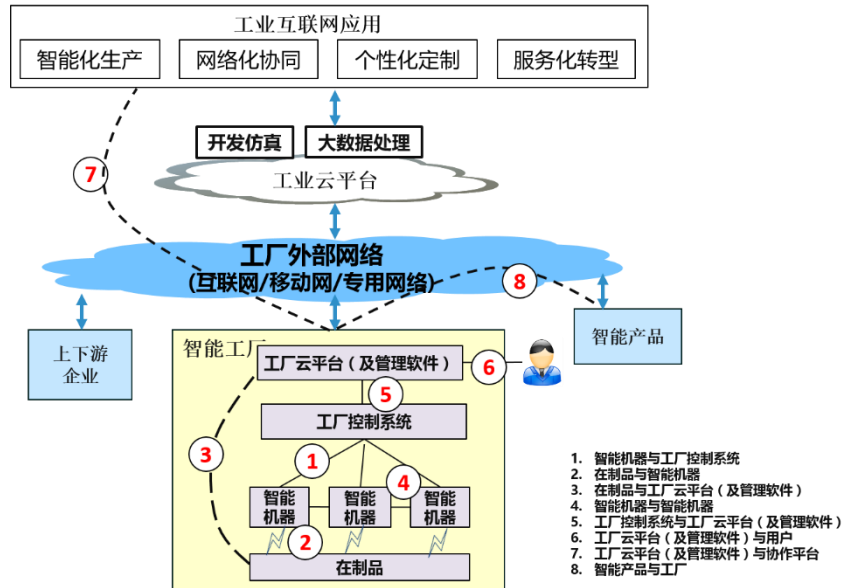 工业互联网应用
智能化生产
网络化协同
个性化定制
服务化转型
开发仿真
大数据处理
7
工业云平台
工厂外部网络
(互联网/移动网/专用网络)
8
上下游
企业
智能工厂
智能产品
工厂云平台（及管理软件）
6
5
工厂控制系统
3
1
4
智能
机器
智能
机器
智能
机器
2
在制品
1. 智能机器与工厂控制系统
2. 在制品与智能机器
3. 在制品与工厂云平台（及管理软件）
4. 智能机器与智能机器
5. 工厂控制系统与工厂云平台（及管理软件）
6. 工厂云平台（及管理软件）与用户
7. 工厂云平台（及管理软件）与协作平台
8. 智能产品与工厂